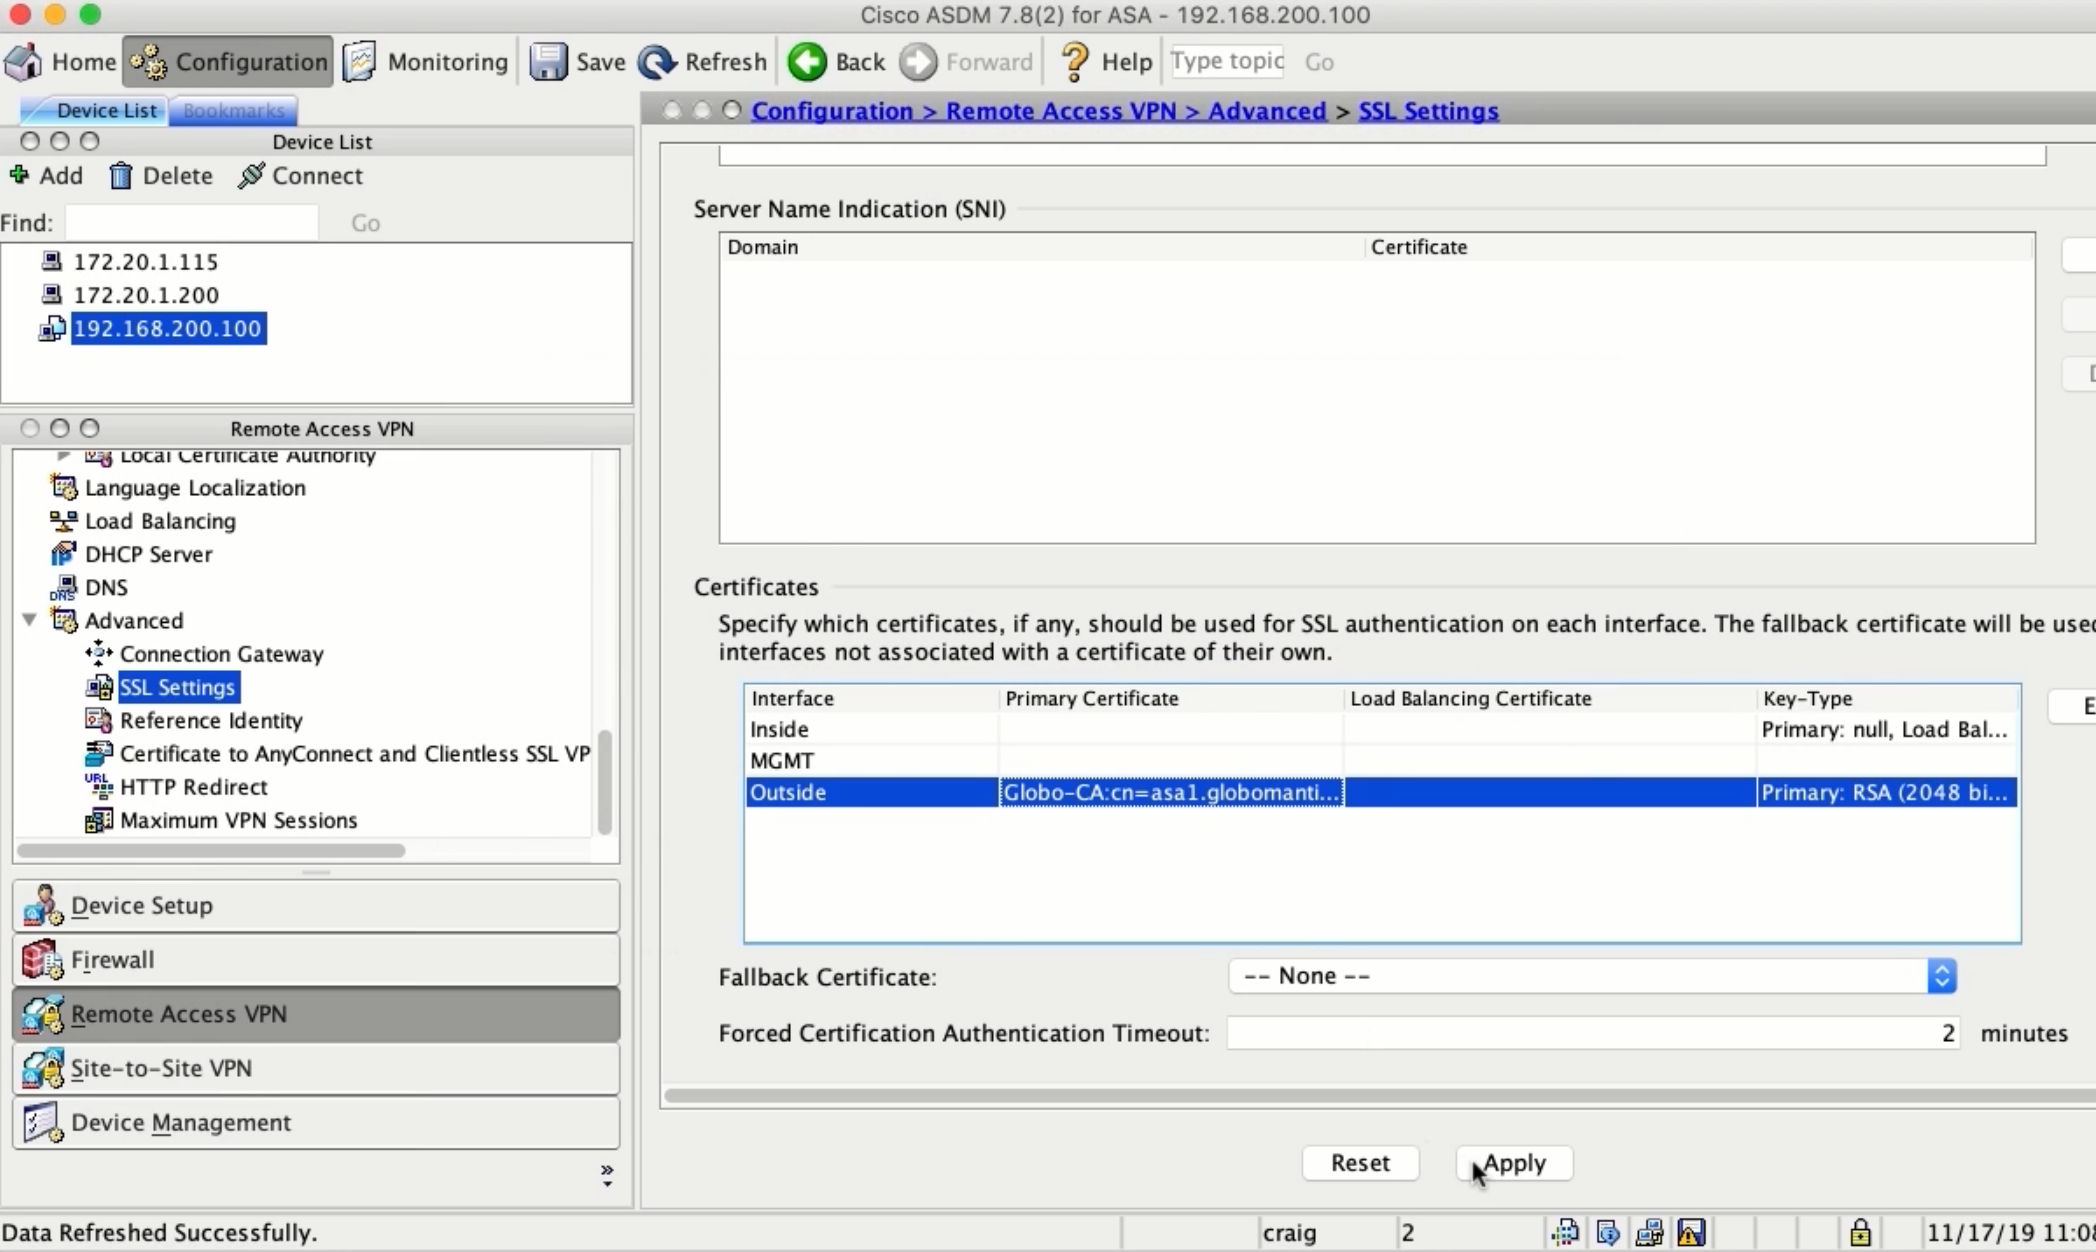 Cisco ASDM 7.8(2) for ASA - 192.168.200.100
Home Configuration Monitoring Save Refresh Back Forward Help Type topic Go
Device List Bookmarks
Configuration > Remote Access VPN > Advanced > SSL Settings
Device List
Add Delete Connect
Find: Go
172.20.1.115
172.20.1.200
192.168.200.100
Remote Access VPN
Local Certificate Authority
Language Localization
Load Balancing
DHCP Server
DNS DNS
Advanced
Connection Gateway
SSL Settings
Reference Identity
Certificate to AnyConnect and Clientless SSL VP
URL HTTP Redirect
Maximum VPN Sessions
Device Setup
Firewall
Remote Access VPN
Site-to-Site VPN
Device Management
Server Name Indication (SNI)
Domain Certificate
Certificates
Specify which certificates, if any, should be used for SSL authentication on each interface. The fallback certificate will be used
interfaces not associated with a certificate of their own.
Interface Primary Certificate Load Balancing Certificate Key-Type
Inside Primary: null, Load Bal...
MGMT
Outside Globo-CA:cn=asa1.globomanti... Primary: RSA (2048 bi...
Fallback Certificate: -- None --
Forced Certification Authentication Timeout: 2 minutes
Reset Apply
Data Refreshed Successfully. craig 2 11/17/19 11:0